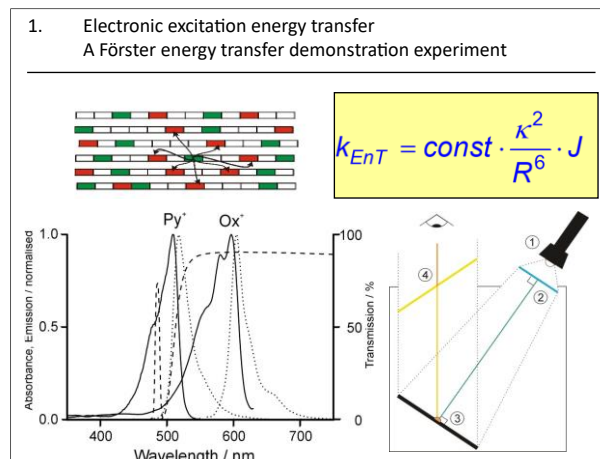 1. Electronic excitation energy transfer
A Förster energy transfer demonstration experiment
k_EnT = const · κ² / R⁶ · J
Py⁺ Ox⁺
Absorbance, Emission / normalised
1.0
0.5
0.0
400 500 600 700
Wavelength / nm
100
50
0
Transmission / %
①
②
③
④